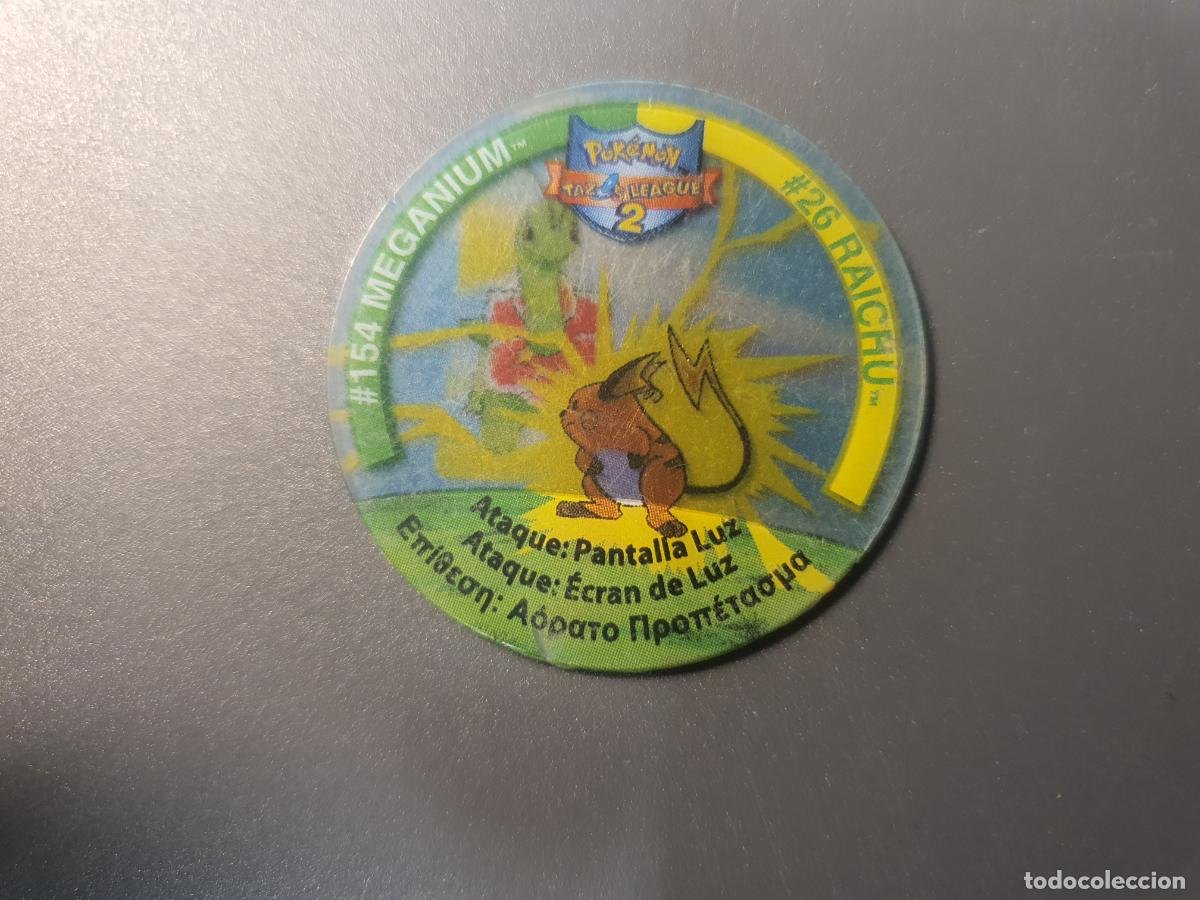 POKéMON
TAZO LEAGUE
2
#154 MEGANIUM™
#26 RAICHU™
Ataque: Pantalla Luz
Ataque: Écran de Luz
Επίθεση: Αόρατο Προπέτασμα
todocoleccion